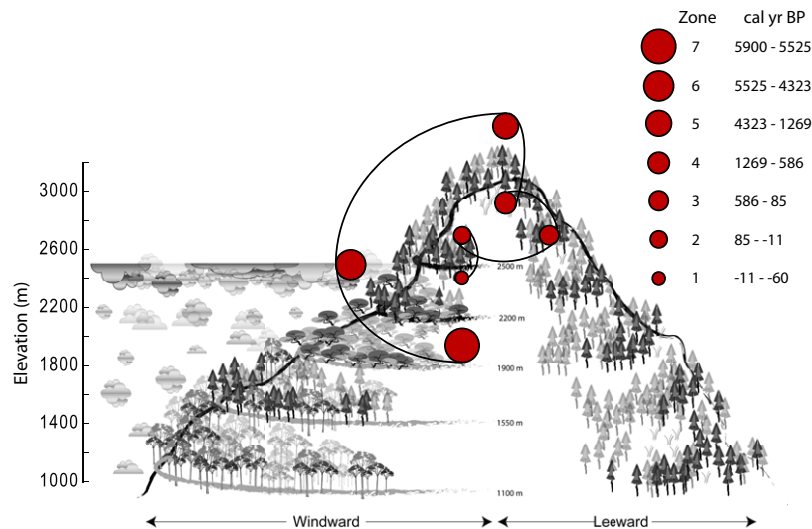 Zone cal yr BP
7 5900 - 5525
6 5525 - 4323
5 4323 - 1269
4 1269 - 586
3 586 - 85
2 85 - -11
1 -11 - -60
Elevation (m)
3000
2600
2200
1800
1400
1000
2500 m
2200 m
1900 m
1550 m
1100 m
Windward
Leeward